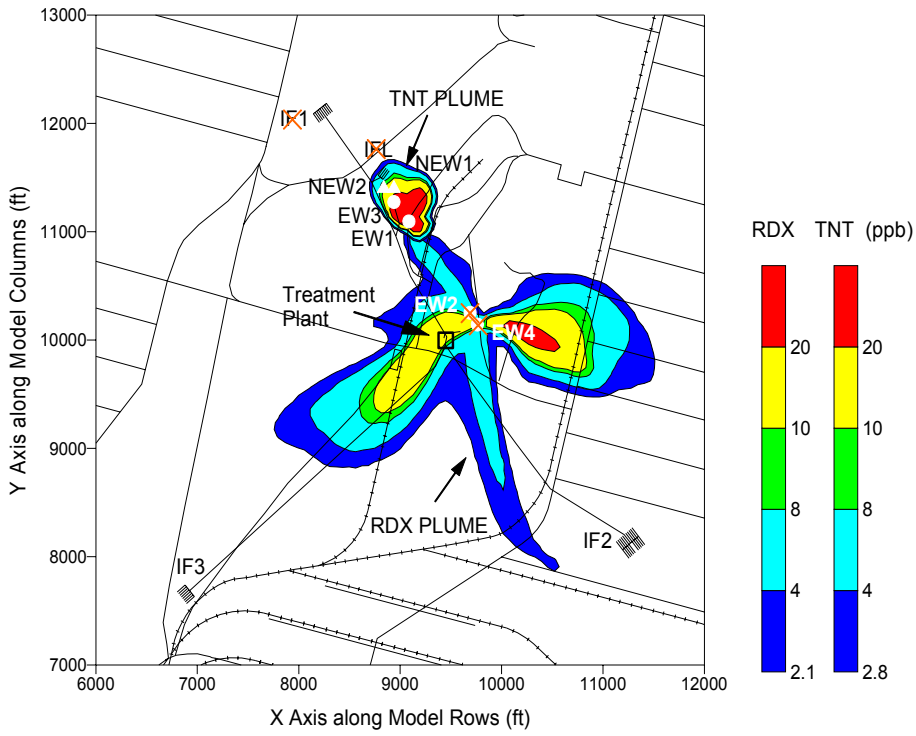 13000
12000
11000
10000
9000
8000
7000
6000
7000
8000
9000
10000
11000
12000
Y Axis along Model Columns (ft)
X Axis along Model Rows (ft)
TNT PLUME
IF1
IFL
NEW1
NEW2
EW3
EW1
Treatment
Plant
EW2
EW4
RDX PLUME
IF2
IF3
RDX TNT (ppb)
20 20
10 10
8 8
4 4
2.1 2.8